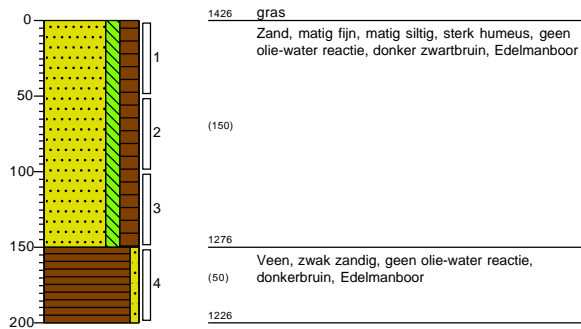 0
1426 gras
Zand, matig fijn, matig siltig, sterk humeus, geen
olie-water reactie, donker zwartbruin, Edelmanboor
1
50
2
(150)
100
3
150
1276
Veen, zwak zandig, geen olie-water reactie,
donkerbruin, Edelmanboor
4
(50)
200
1226